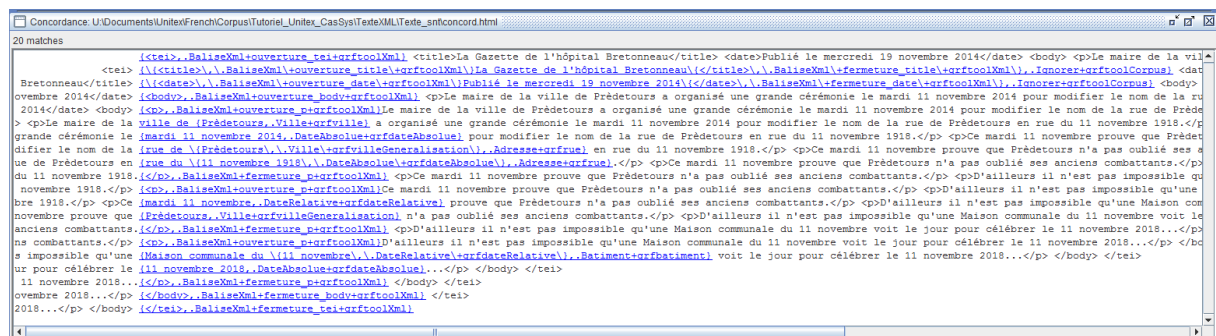 Concordance: U:\Documents\Unitex\French\Corpus\Tutoriel_Unitex_CasSys\TexteXML\Texte_snt\concord.html
20 matches
{<tei>,.BaliseXml+ouverture_tei+grftoolXml} <title>La Gazette de l'hôpital Bretonneau</title> <date>Publié le mercredi 19 novembre 2014</date> <body> <p>Le maire de la vil
<tei> {\{<title>\,\.BaliseXml\+ouverture_title\+grftoolXml\}La Gazette de l'hôpital Bretonneau\{</title>\,\.BaliseXml\+fermeture_title\+grftoolXml\},.Ignorer+grftoolCorpus} <dat
Bretonneau</title> {\{<date>\,\.BaliseXml\+ouverture_date\+grftoolXml\}Publié le mercredi 19 novembre 2014\{</date>\,\.BaliseXml\+fermeture_date\+grftoolXml\},.Ignorer+grftoolCorpus} <body>
ovembre 2014</date> {<body>,.BaliseXml+ouverture_body+grftoolXml} <p>Le maire de la ville de Prèdetours a organisé une grande cérémonie le mardi 11 novembre 2014 pour modifier le nom de la ru
2014</date> <body> {<p>,.BaliseXml+ouverture_p+grftoolXml}Le maire de la ville de Prèdetours a organisé une grande cérémonie le mardi 11 novembre 2014 pour modifier le nom de la rue de Prède
> <p>Le maire de la ville de {Prèdetours,.Ville+grfville} a organisé une grande cérémonie le mardi 11 novembre 2014 pour modifier le nom de la rue de Prèdetours en rue du 11 novembre 1918.</p
grande cérémonie le {mardi 11 novembre 2014,.DateAbsolue+grfdateAbsolue} pour modifier le nom de la rue de Prèdetours en rue du 11 novembre 1918.</p> <p>Ce mardi 11 novembre prouve que Prèdet
difier le nom de la {rue de \{Prèdetours\,\.Ville\+grfvilleGeneralisation\},.Adresse+grfrue} en rue du 11 novembre 1918.</p> <p>Ce mardi 11 novembre prouve que Prèdetours n'a pas oublié ses a
ue de Prèdetours en {rue du \{11 novembre 1918\,\.DateAbsolue\+grfdateAbsolue\},.Adresse+grfrue}.</p> <p>Ce mardi 11 novembre prouve que Prèdetours n'a pas oublié ses anciens combattants.</p>
du 11 novembre 1918.{</p>,.BaliseXml+fermeture_p+grftoolXml} <p>Ce mardi 11 novembre prouve que Prèdetours n'a pas oublié ses anciens combattants.</p> <p>D'ailleurs il n'est pas impossible qu
novembre 1918.</p> {<p>,.BaliseXml+ouverture_p+grftoolXml}Ce mardi 11 novembre prouve que Prèdetours n'a pas oublié ses anciens combattants.</p> <p>D'ailleurs il n'est pas impossible qu'une
bre 1918.</p> <p>Ce {mardi 11 novembre,.DateRelative+grfdateRelative} prouve que Prèdetours n'a pas oublié ses anciens combattants.</p> <p>D'ailleurs il n'est pas impossible qu'une Maison com
novembre prouve que {Prèdetours,.Ville+grfvilleGeneralisation} n'a pas oublié ses anciens combattants.</p> <p>D'ailleurs il n'est pas impossible qu'une Maison communale du 11 novembre voit le
anciens combattants.{</p>,.BaliseXml+fermeture_p+grftoolXml} <p>D'ailleurs il n'est pas impossible qu'une Maison communale du 11 novembre voit le jour pour célébrer le 11 novembre 2018...</p>
ns combattants.</p> {<p>,.BaliseXml+ouverture_p+grftoolXml}D'ailleurs il n'est pas impossible qu'une Maison communale du 11 novembre voit le jour pour célébrer le 11 novembre 2018...</p> </bo
s impossible qu'une {Maison communale du \{11 novembre\,\.DateRelative\+grfdateRelative\},.Batiment+grfbatiment} voit le jour pour célébrer le 11 novembre 2018...</p> </body> </tei>
ur pour célébrer le {11 novembre 2018,.DateAbsolue+grfdateAbsolue}...</p> </body> </tei>
11 novembre 2018...{</p>,.BaliseXml+fermeture_p+grftoolXml} </body> </tei>
ovembre 2018...</p> {</body>,.BaliseXml+fermeture_body+grftoolXml} </tei>
2018...</p> </body> {</tei>,.BaliseXml+fermeture_tei+grftoolXml}